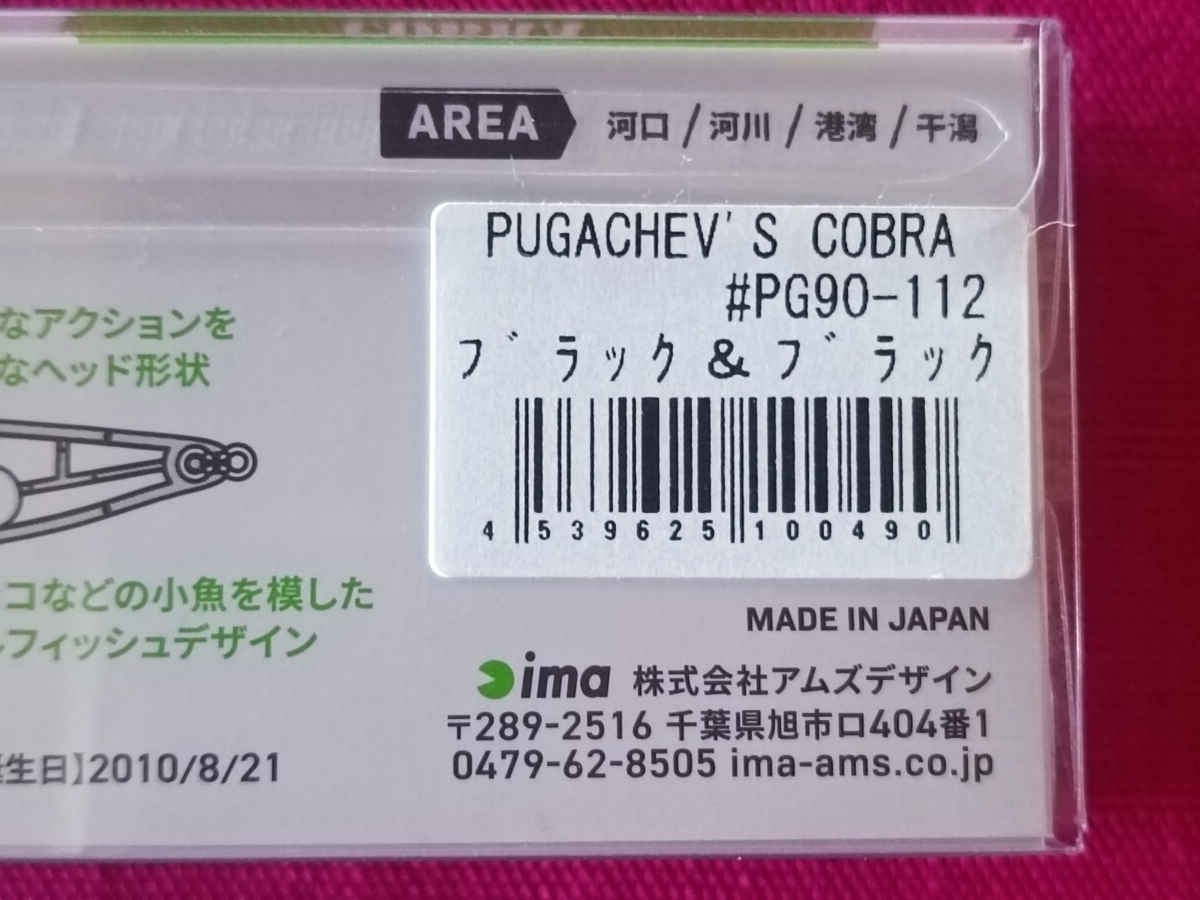 AREA 河口 / 河川 / 港湾 / 干潟
PUGACHEV'S COBRA
#PG90-112
ﾌﾞﾗｯｸ&ﾌﾞﾗｯｸ
4 539625 100490
なアクションを
なヘッド形状
コなどの小魚を模した
フィッシュデザイン
生日】2010/8/21
MADE IN JAPAN
ima 株式会社アムズデザイン
〒289-2516 千葉県旭市ロ404番1
0479-62-8505 ima-ams.co.jp